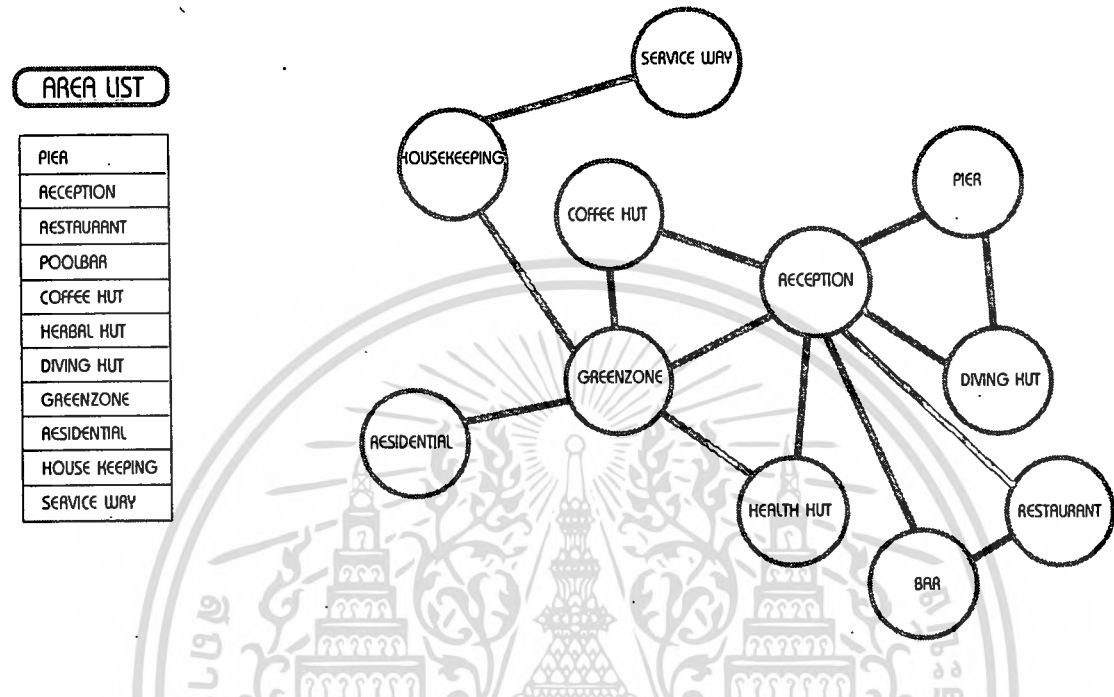 AREA LIST
PIER
RECEPTION
RESTAURANT
POOLBAR
COFFEE HUT
HERBAL HUT
DIVING HUT
GREENZONE
RESIDENTIAL
HOUSE KEEPING
SERVICE WAY
SERVICE WAY
HOUSEKEEPING
PIER
COFFEE HUT
RECEPTION
GREENZONE
DIVING HUT
RESIDENTIAL
HEALTH HUT
RESTAURANT
BAR